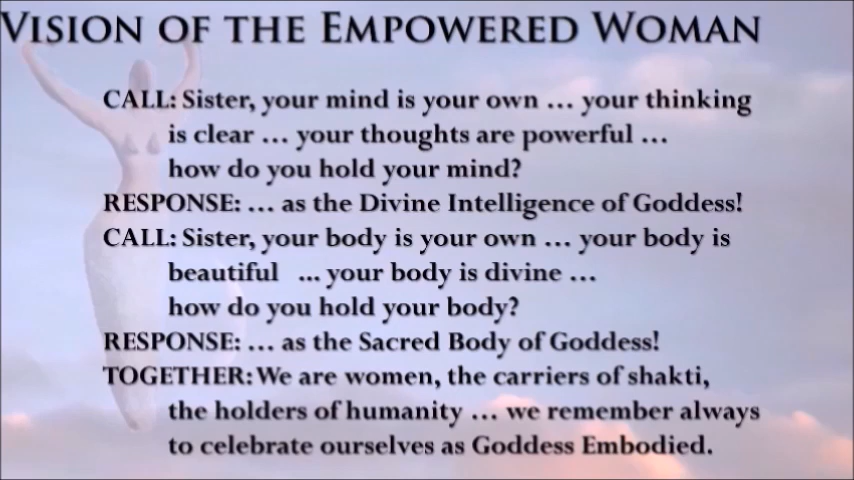 VISION OF THE EMPOWERED WOMAN
CALL: Sister, your mind is your own ... your thinking
is clear ... your thoughts are powerful ...
how do you hold your mind?
RESPONSE: ... as the Divine Intelligence of Goddess!
CALL: Sister, your body is your own ... your body is
beautiful ... your body is divine ...
how do you hold your body?
RESPONSE: ... as the Sacred Body of Goddess!
TOGETHER: We are women, the carriers of shakti,
the holders of humanity ... we remember always
to celebrate ourselves as Goddess Embodied.